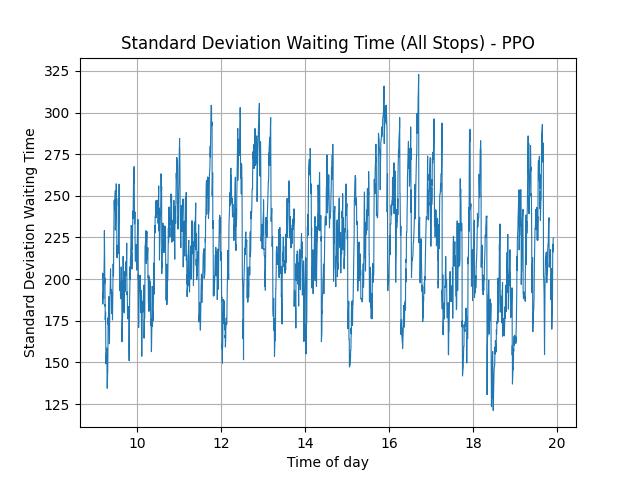 Standard Deviation Waiting Time (All Stops) - PPO
Standard Deviation Waiting Time
325
300
275
250
225
200
175
150
125
10 12 14 16 18 20
Time of day